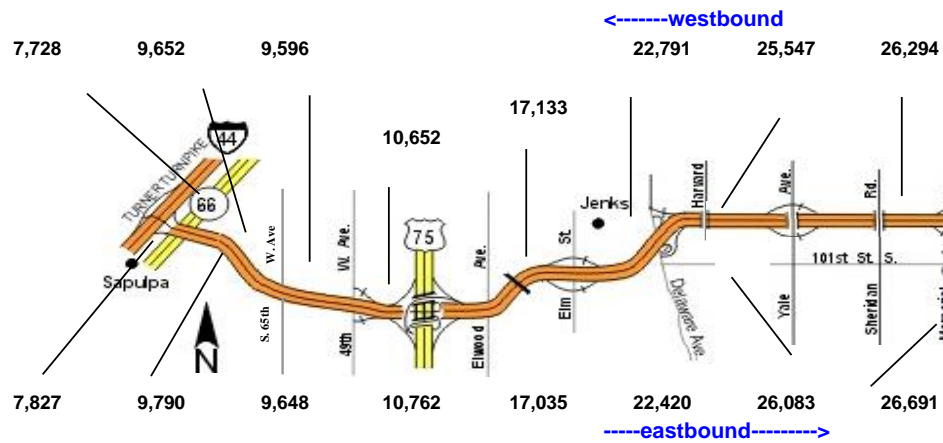 <-------westbound
7,728 9,652 9,596 22,791 25,547 26,294
17,133
10,652
44
TURNER TURNPIKE
66
Sapulpa
N
S. 65th W. Ave
49th W. Ave.
75
Elwood Ave.
Elm St.
Jenks
Harvard
Delaware Ave.
Yale Ave.
Sheridan Rd.
101st St. S.
7,827 9,790 9,648 10,762 17,035 22,420 26,083 26,691
-----eastbound--------->